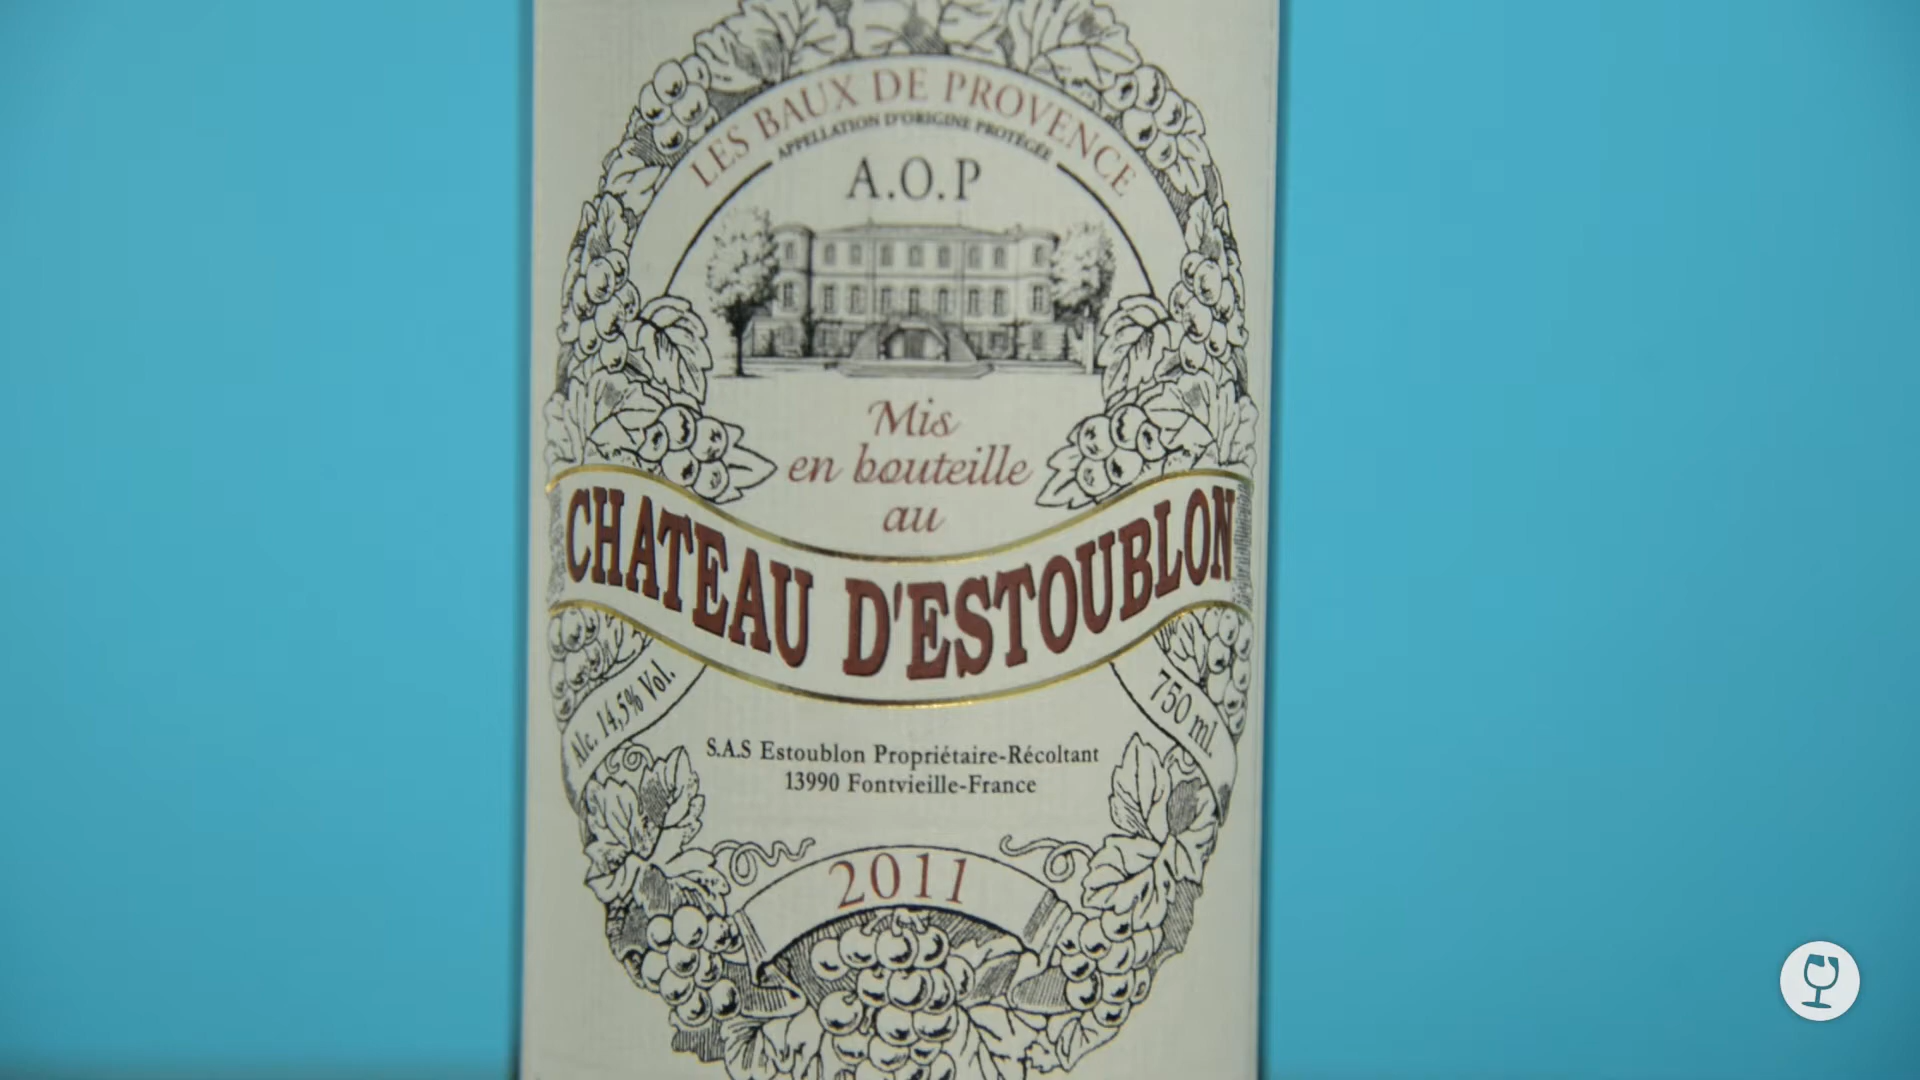 LES BAUX DE PROVENCE
APPELLATION D'ORIGINE PROTÉGÉE
A.O.P
Mis
en bouteille
au
CHATEAU D'ESTOUBLON
Alc. 14,5% Vol.
750 ml.
S.A.S Estoublon Propriétaire-Récoltant
13990 Fontvieille-France
2011